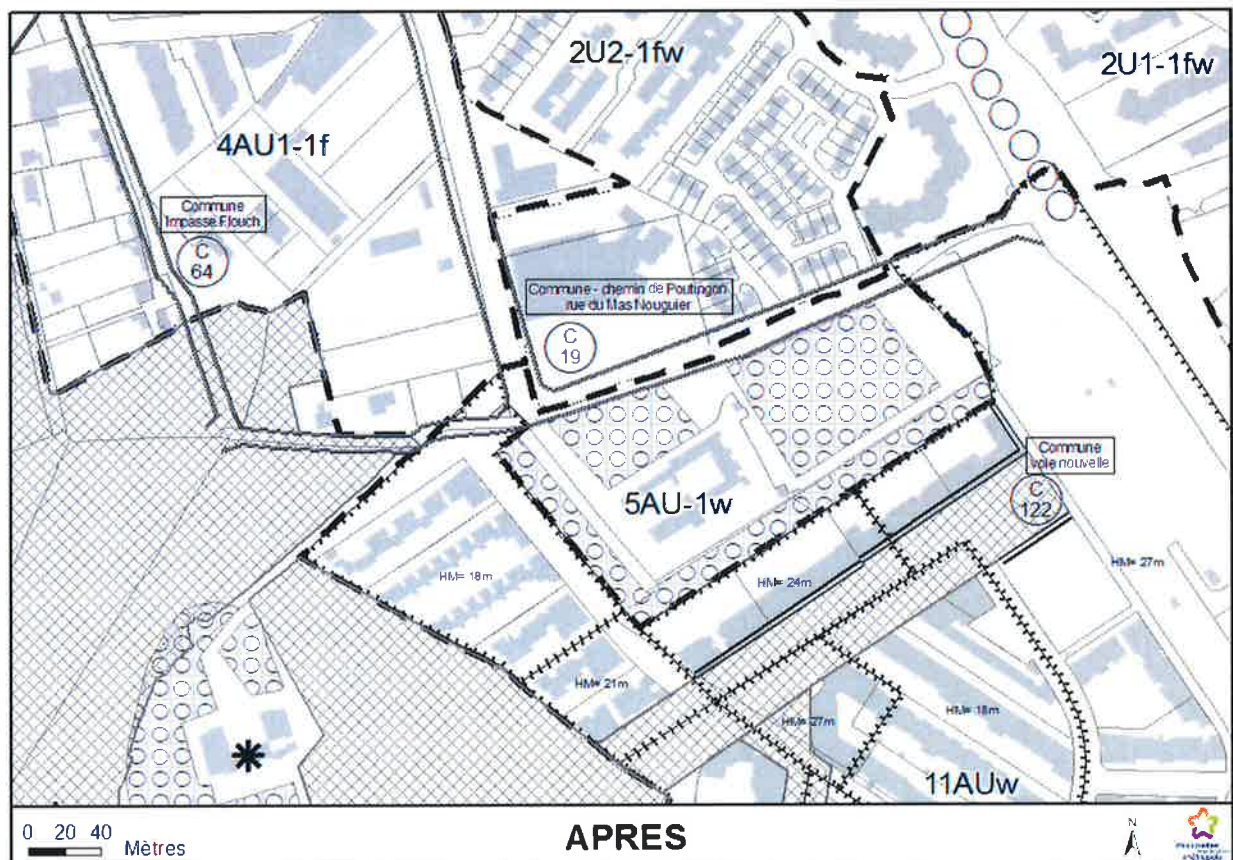 2U2-1fw
2U1-1fw
4AU1-1f
Commune
Impasse Flouch
C
64
Commune - chemin de Poutingon
rue du Mas Nouguier
C
19
Commune
voie nouvelle
C
122
5AU-1w
HM= 18m
HM= 24m
HM= 27m
HM= 21m
HM= 27m
HM= 18m
11AUw
0 20 40
Mètres
APRES
N